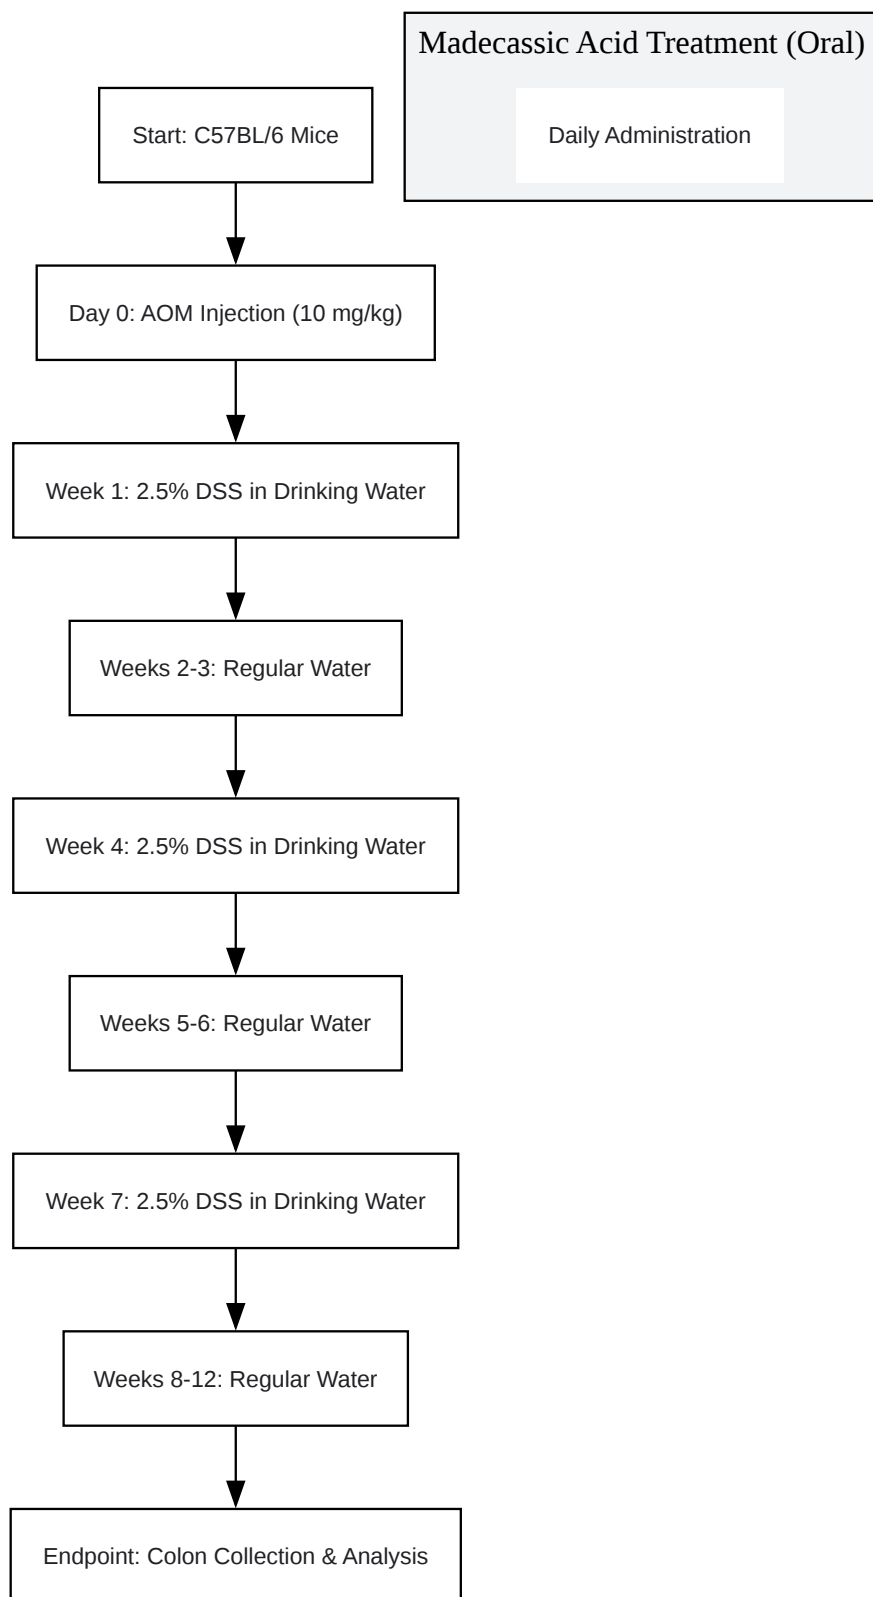 Madecassic Acid Treatment (Oral)
Daily Administration
Start: C57BL/6 Mice
Day 0: AOM Injection (10 mg/kg)
Week 1: 2.5% DSS in Drinking Water
Weeks 2-3: Regular Water
Week 4: 2.5% DSS in Drinking Water
Weeks 5-6: Regular Water
Week 7: 2.5% DSS in Drinking Water
Weeks 8-12: Regular Water
Endpoint: Colon Collection & Analysis